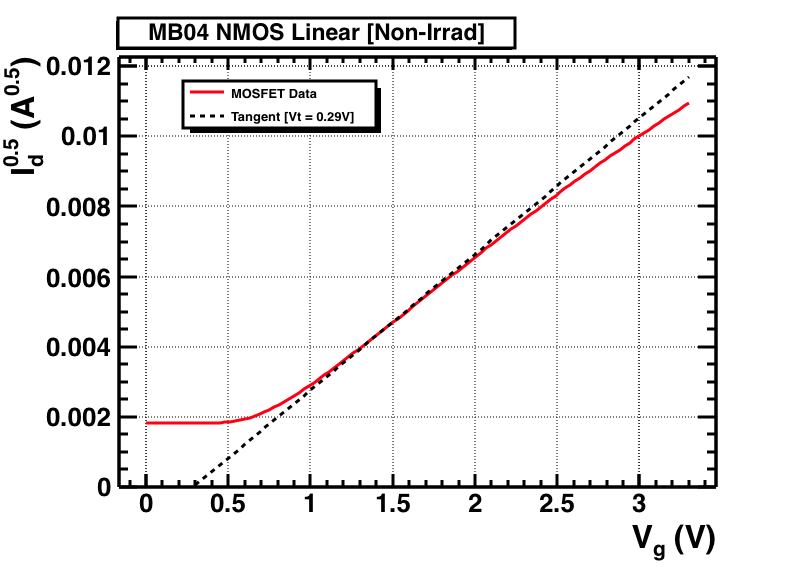 MB04 NMOS Linear [Non-Irrad]
I_d^0.5 (A^0.5)
0.012
0.01
0.008
0.006
0.004
0.002
0
MOSFET Data
Tangent [Vt = 0.29V]
0 0.5 1 1.5 2 2.5 3
V_g (V)